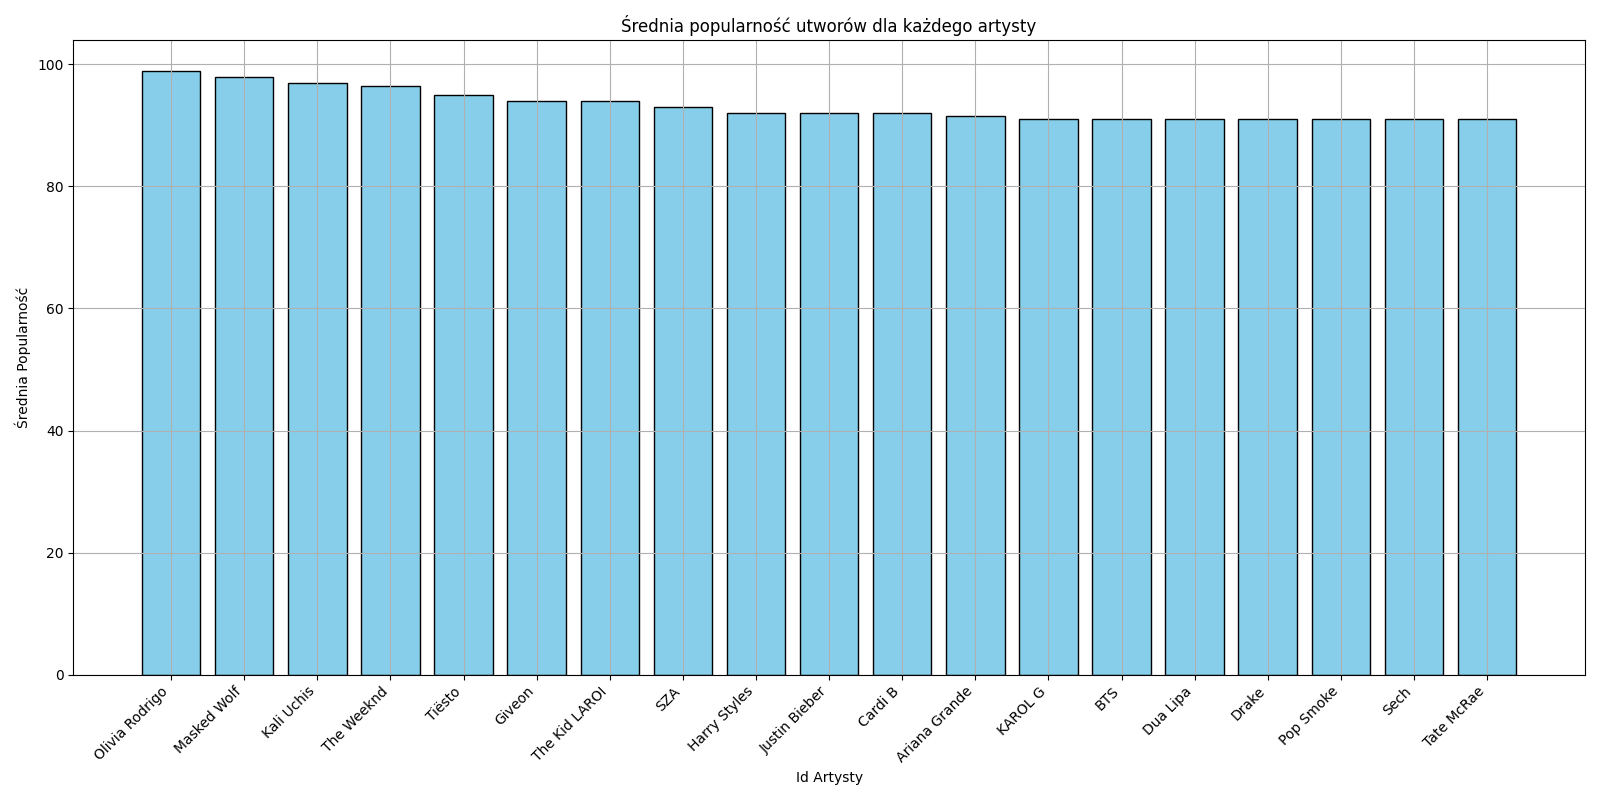 Średnia popularność utworów dla każdego artysty
Średnia Popularność
100
80
60
40
20
0
Olivia Rodrigo
Masked Wolf
Kali Uchis
The Weeknd
Tiësto
Giveon
The Kid LAROI
SZA
Harry Styles
Justin Bieber
Cardi B
Ariana Grande
KAROL G
BTS
Dua Lipa
Drake
Pop Smoke
Sech
Tate McRae
Id Artysty